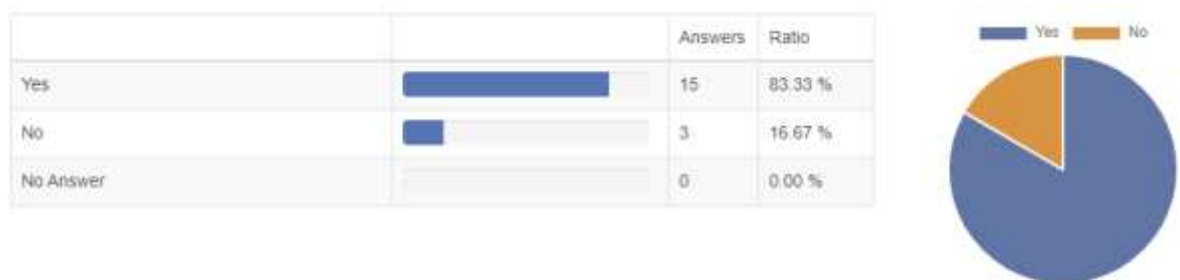 Answers Ratio
Yes 15 83.33 %
No 3 16.67 %
No Answer 0 0.00 %
Yes No